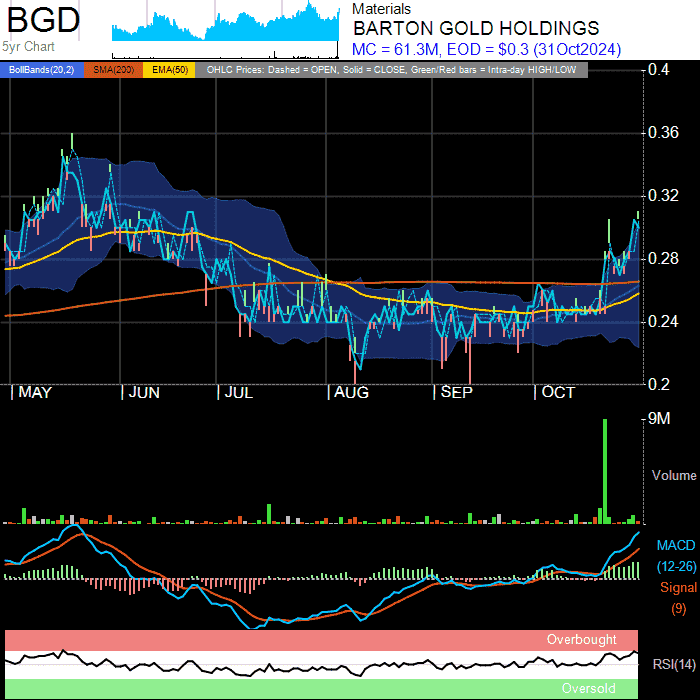 BGD
5yr Chart
Materials
BARTON GOLD HOLDINGS
MC = 61.3M, EOD = $0.3 (31Oct2024)
BollBands(20,2) SMA(200) EMA(50) OHLC Prices: Dashed = OPEN, Solid = CLOSE, Green/Red bars = Intra-day HIGH/LOW
0.4
0.36
0.32
0.28
0.24
0.2
MAY JUN JUL AUG SEP OCT
9M
Volume
MACD
(12-26)
Signal
(9)
Overbought
RSI(14)
Oversold